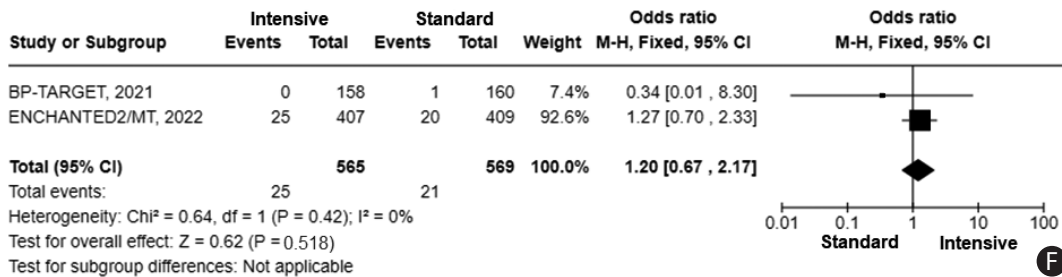 Intensive Standard Odds ratio Odds ratio
Study or Subgroup Events Total Events Total Weight M-H, Fixed, 95% CI M-H, Fixed, 95% CI
BP-TARGET, 2021 0 158 1 160 7.4% 0.34 [0.01 , 8.30]
ENCHANTED2/MT, 2022 25 407 20 409 92.6% 1.27 [0.70 , 2.33]
Total (95% CI) 565 569 100.0% 1.20 [0.67 , 2.17]
Total events: 25 21
Heterogeneity: Chi² = 0.64, df = 1 (P = 0.42); I² = 0%
0.01 0.1 1 10 100
Test for overall effect: Z = 0.62 (P = 0.518)
Standard Intensive
Test for subgroup differences: Not applicable
F